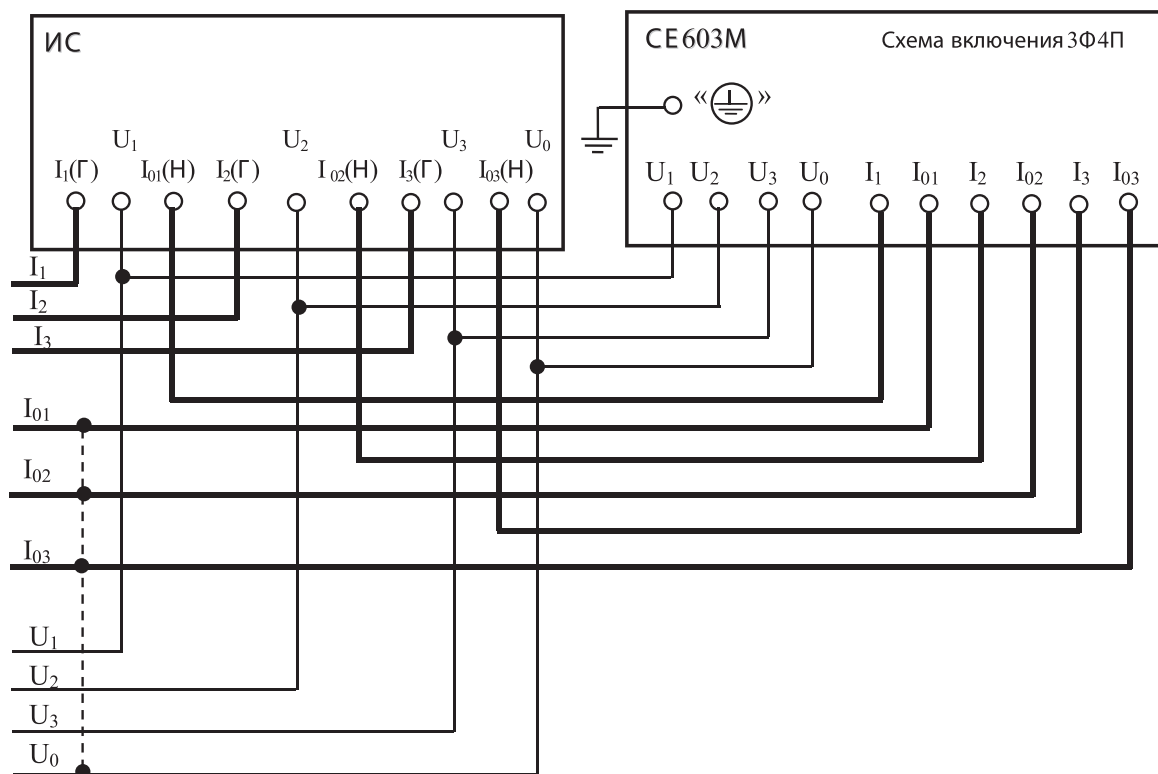 ИС
СЕ603М Схема включения 3Ф4П
« »
U1 U2 U3 U0
I1(Г) I01(Н) I2(Г) I02(Н) I3(Г) I03(Н)
U1 U2 U3 U0 I1 I01 I2 I02 I3 I03
I1
I2
I3
I01
I02
I03
U1
U2
U3
U0